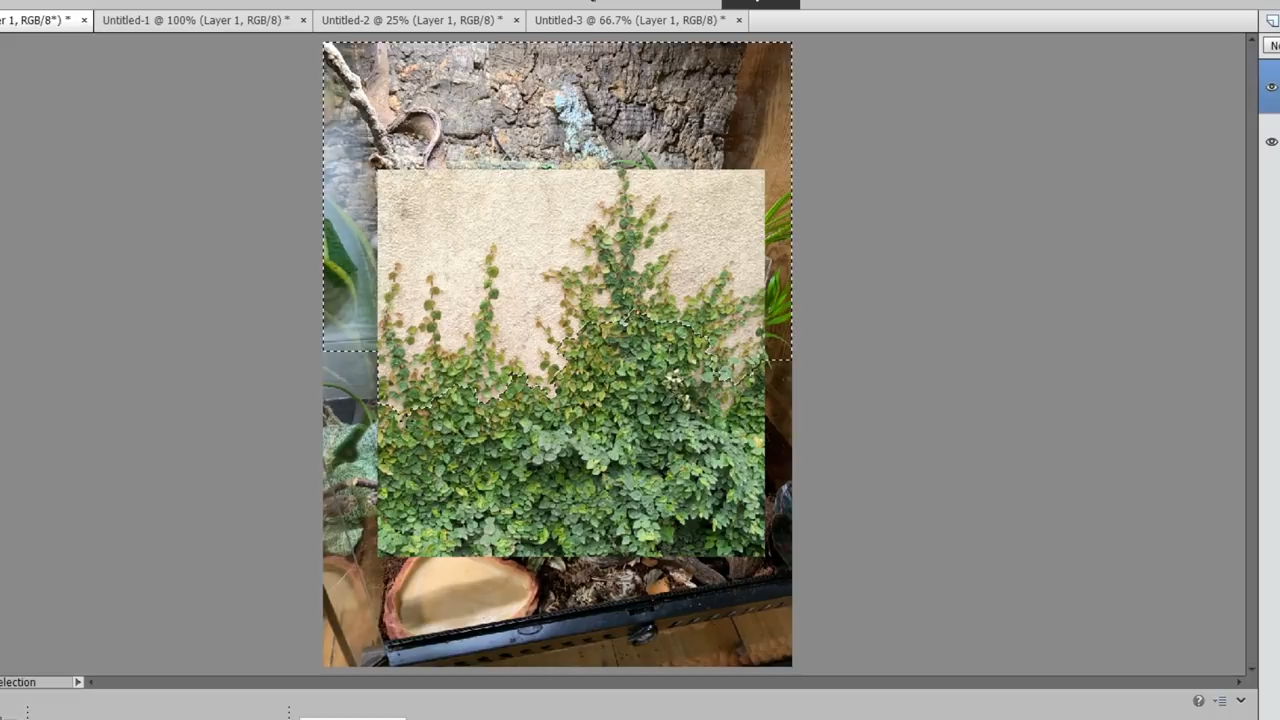 r 1, RGB/8*) * × Untitled-1 @ 100% (Layer 1, RGB/8) * × Untitled-2 @ 25% (Layer 1, RGB/8) * × Untitled-3 @ 66.7% (Layer 1, RGB/8) * ×
No
election